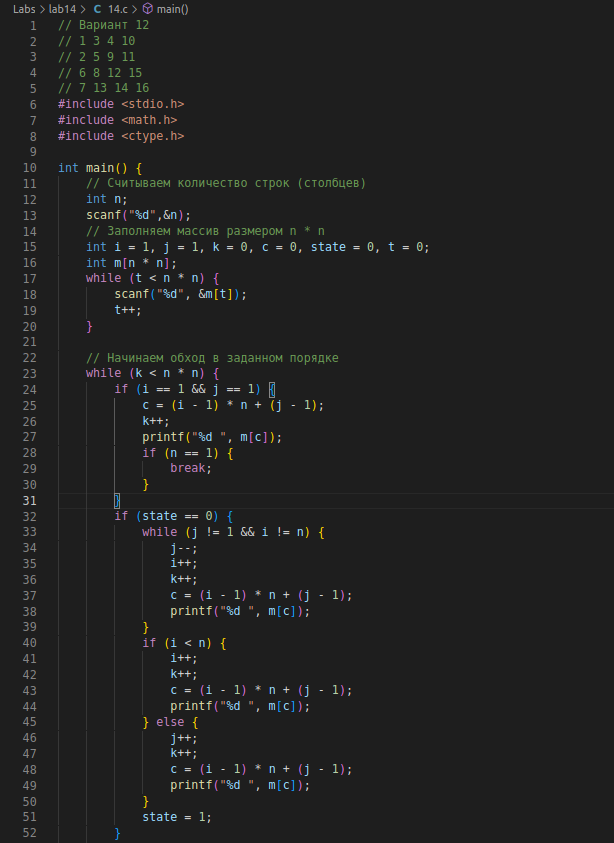 Labs > lab14 > C 14.c > main()
1 // Вариант 12
2 // 1 3 4 10
3 // 2 5 9 11
4 // 6 8 12 15
5 // 7 13 14 16
6 #include <stdio.h>
7 #include <math.h>
8 #include <ctype.h>
9
10 int main() {
11     // Считываем количество строк (столбцев)
12     int n;
13     scanf("%d",&n);
14     // Заполняем массив размером n * n
15     int i = 1, j = 1, k = 0, c = 0, state = 0, t = 0;
16     int m[n * n];
17     while (t < n * n) {
18         scanf("%d", &m[t]);
19         t++;
20     }
21
22     // Начинаем обход в заданном порядке
23     while (k < n * n) {
24         if (i == 1 && j == 1) {
25             c = (i - 1) * n + (j - 1);
26             k++;
27             printf("%d ", m[c]);
28             if (n == 1) {
29                 break;
30             }
31         }
32         if (state == 0) {
33             while (j != 1 && i != n) {
34                 j--;
35                 i++;
36                 k++;
37                 c = (i - 1) * n + (j - 1);
38                 printf("%d ", m[c]);
39             }
40             if (i < n) {
41                 i++;
42                 k++;
43                 c = (i - 1) * n + (j - 1);
44                 printf("%d ", m[c]);
45             } else {
46                 j++;
47                 k++;
48                 c = (i - 1) * n + (j - 1);
49                 printf("%d ", m[c]);
50             }
51             state = 1;
52         }